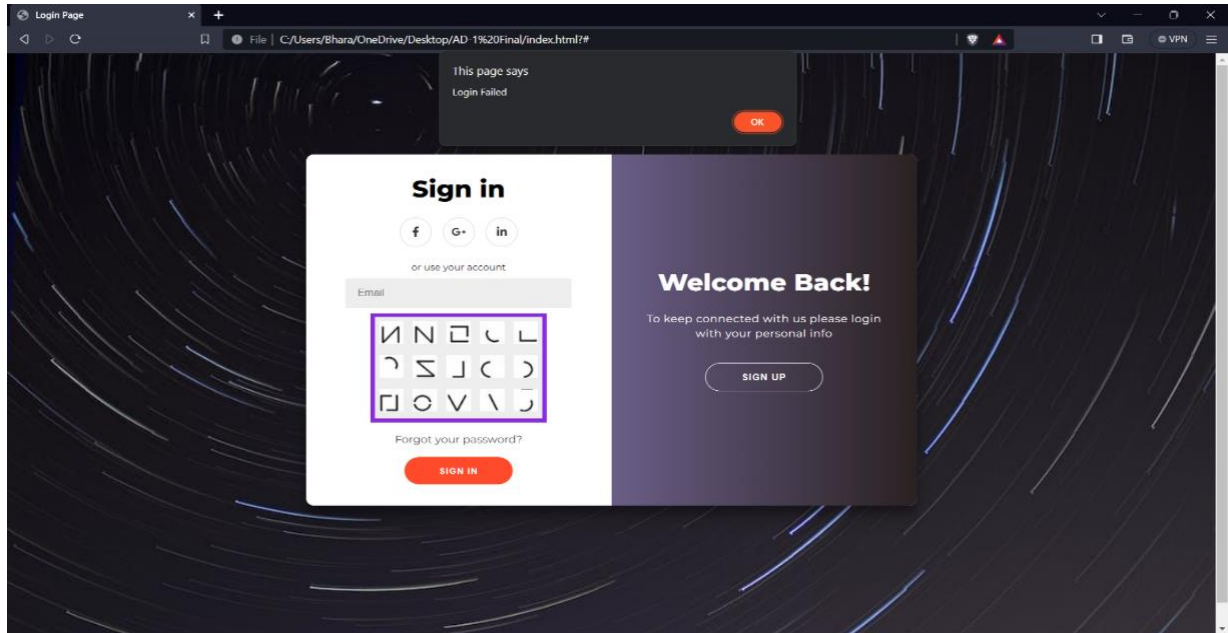 Login Page
File | C:/Users/Bhara/OneDrive/Desktop/AD-1%20Final/index.html?#
VPN
This page says
Login Failed
OK
Sign in
f G+ in
or use your account
Email
Forgot your password?
SIGN IN
Welcome Back!
To keep connected with us please login
with your personal info
SIGN UP